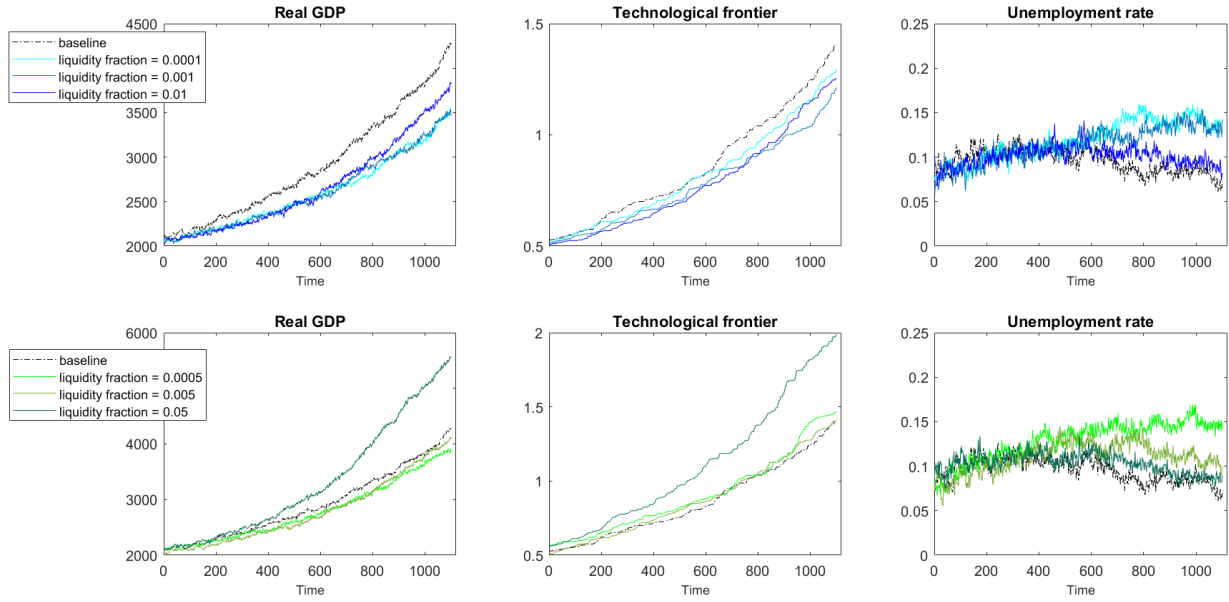 Real GDP
4500
3500
3000
2500
2000
0 200 400 600 800 1000
Time
baseline
liquidity fraction = 0.0001
liquidity fraction = 0.001
liquidity fraction = 0.01
Technological frontier
1.5
1
0.5
0 200 400 600 800 1000
Time
Unemployment rate
0.25
0.2
0.15
0.1
0.05
0
0 200 400 600 800 1000
Time
Real GDP
6000
4000
3000
2000
0 200 400 600 800 1000
Time
baseline
liquidity fraction = 0.0005
liquidity fraction = 0.005
liquidity fraction = 0.05
Technological frontier
2
1.5
1
0.5
0 200 400 600 800 1000
Time
Unemployment rate
0.25
0.2
0.15
0.1
0.05
0
0 200 400 600 800 1000
Time